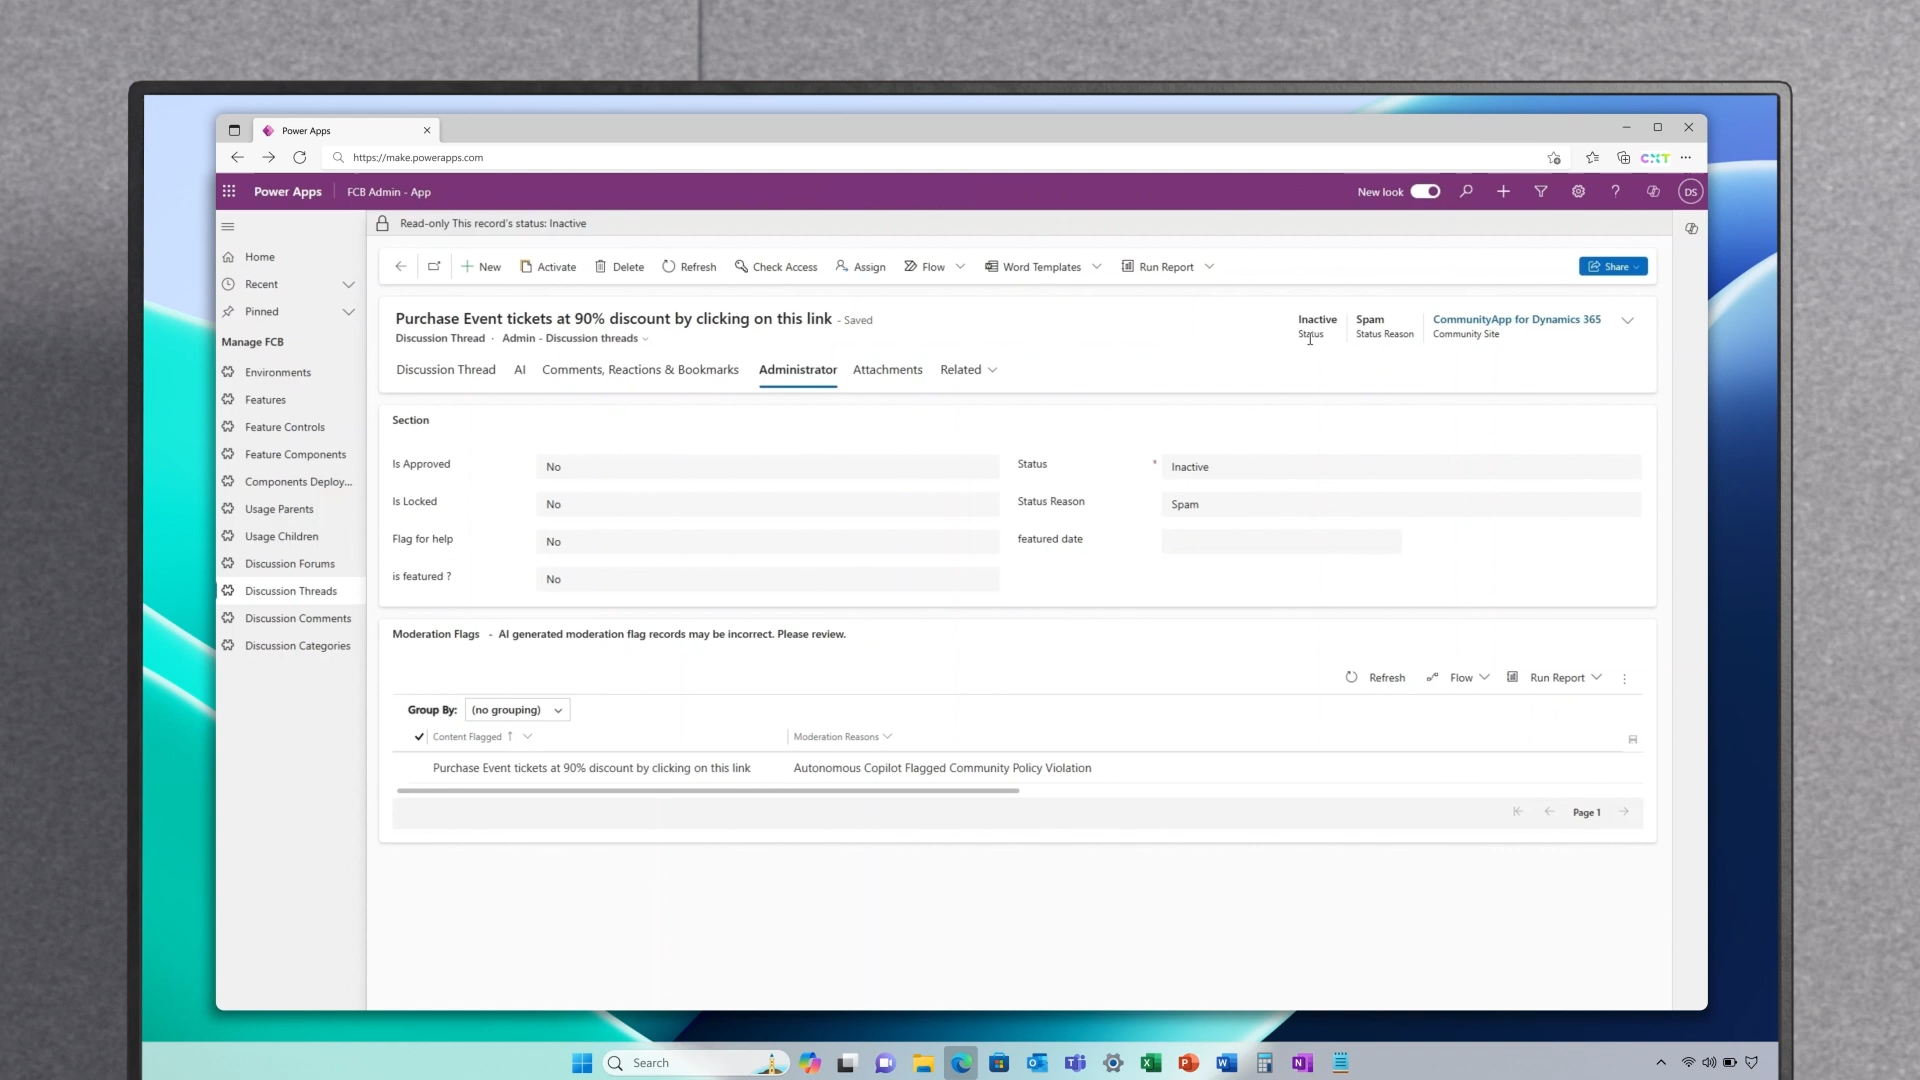 Power Apps
https://make.powerapps.com
CXT
Power Apps FCB Admin - App
New look
DS
Read-only This record's status: Inactive
New Activate Delete Refresh Check Access Assign Flow Word Templates Run Report Share
Purchase Event tickets at 90% discount by clicking on this link - Saved
Discussion Thread · Admin - Discussion threads
Inactive
Status
Spam
Status Reason
CommunityApp for Dynamics 365
Community Site
Discussion Thread AI Comments, Reactions & Bookmarks Administrator Attachments Related
Home
Recent
Pinned
Manage FCB
Environments
Features
Feature Controls
Feature Components
Components Deploy...
Usage Parents
Usage Children
Discussion Forums
Discussion Threads
Discussion Comments
Discussion Categories
Section
Is Approved No
Is Locked No
Flag for help No
is featured ? No
Status * Inactive
Status Reason Spam
featured date
Moderation Flags - AI generated moderation flag records may be incorrect. Please review.
Refresh Flow Run Report
Group By: (no grouping)
Content Flagged Moderation Reasons
Purchase Event tickets at 90% discount by clicking on this link Autonomous Copilot Flagged Community Policy Violation
Page 1
Search